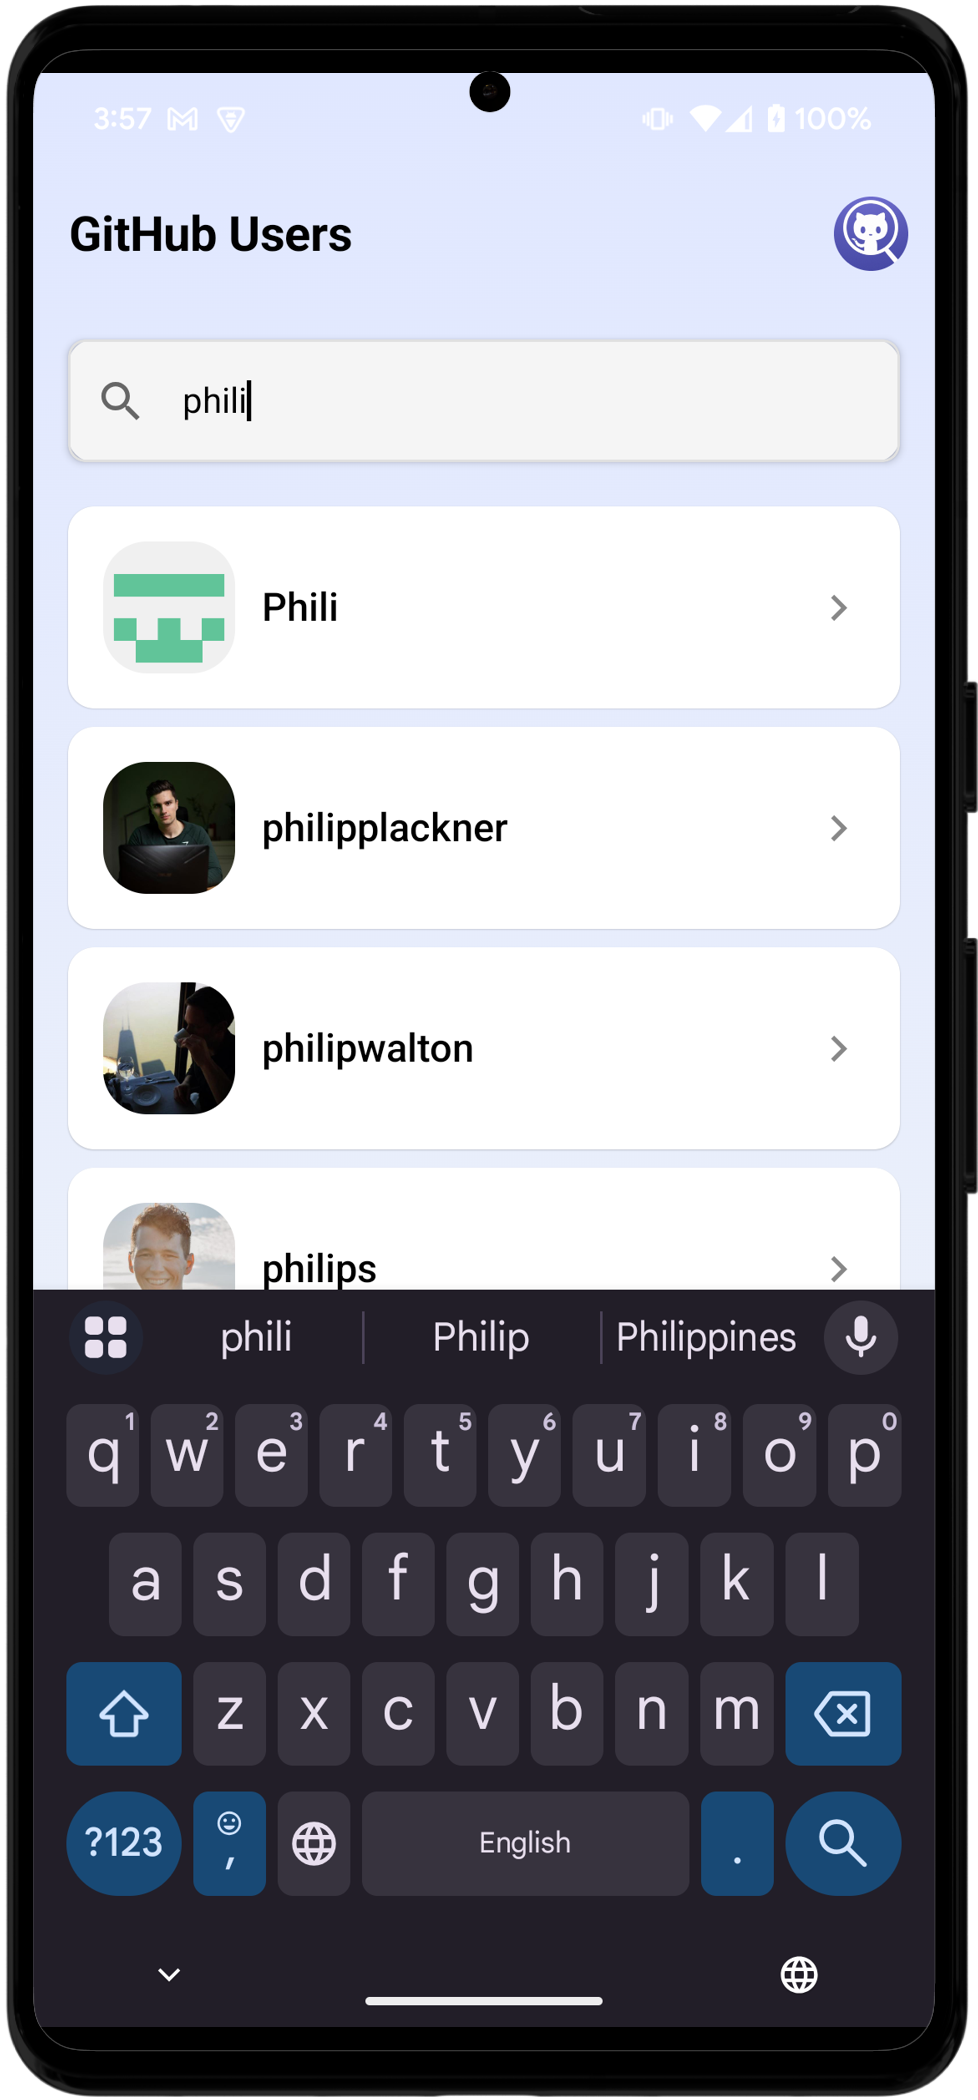 3:57 100%
GitHub Users
phili
Phili
philipplackner
philipwalton
philips
phili Philip Philippines
1 2 3 4 5 6 7 8 9 0
q w e r t y u i o p
a s d f g h j k l
z x c v b n m
?123 , English .